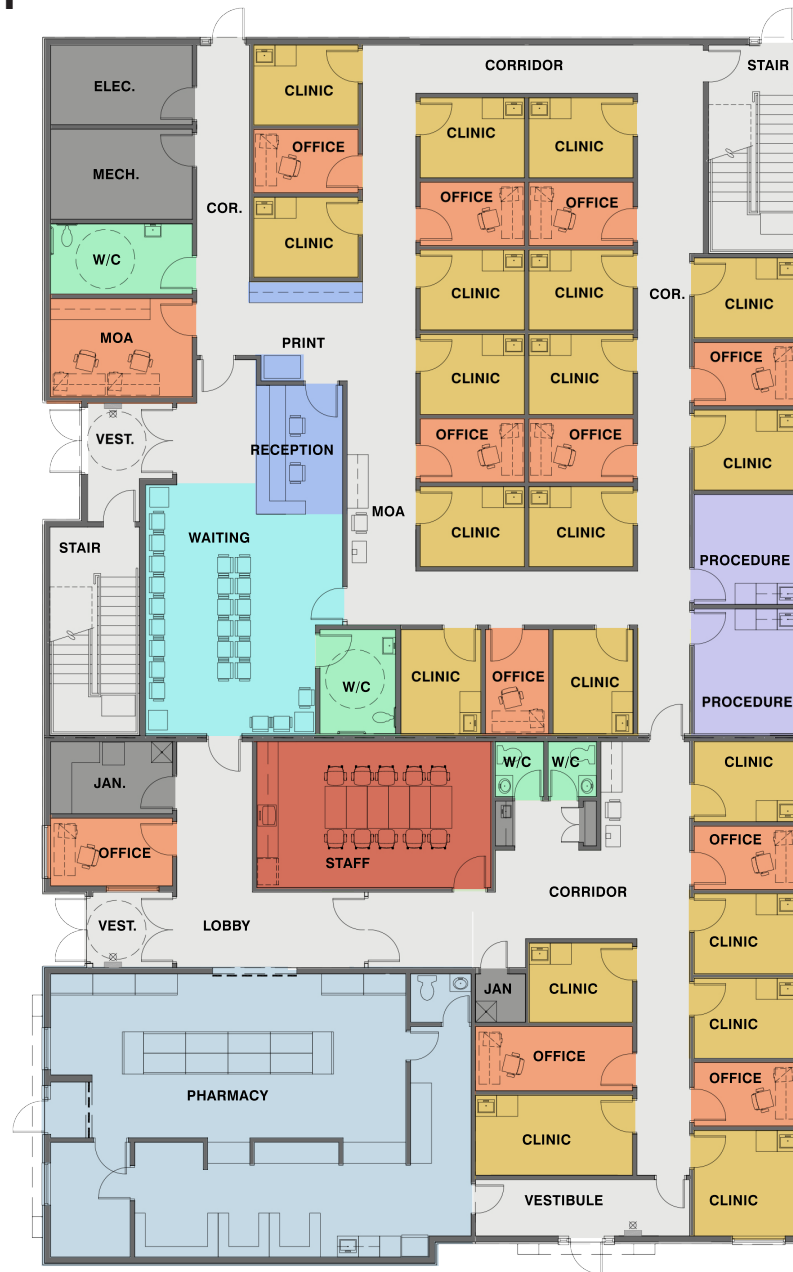 CORRIDOR
STAIR
ELEC.
CLINIC
CLINIC
CLINIC
OFFICE
MECH.
OFFICE
OFFICE
COR.
W/C
CLINIC
CLINIC
CLINIC
COR.
CLINIC
MOA
PRINT
OFFICE
CLINIC
CLINIC
VEST.
RECEPTION
OFFICE
OFFICE
CLINIC
MOA
WAITING
CLINIC
CLINIC
STAIR
PROCEDURE
W/C
CLINIC
OFFICE
CLINIC
PROCEDURE
JAN.
W/C
W/C
CLINIC
OFFICE
STAFF
OFFICE
CORRIDOR
VEST.
LOBBY
CLINIC
JAN
CLINIC
CLINIC
OFFICE
OFFICE
PHARMACY
CLINIC
VESTIBULE
CLINIC